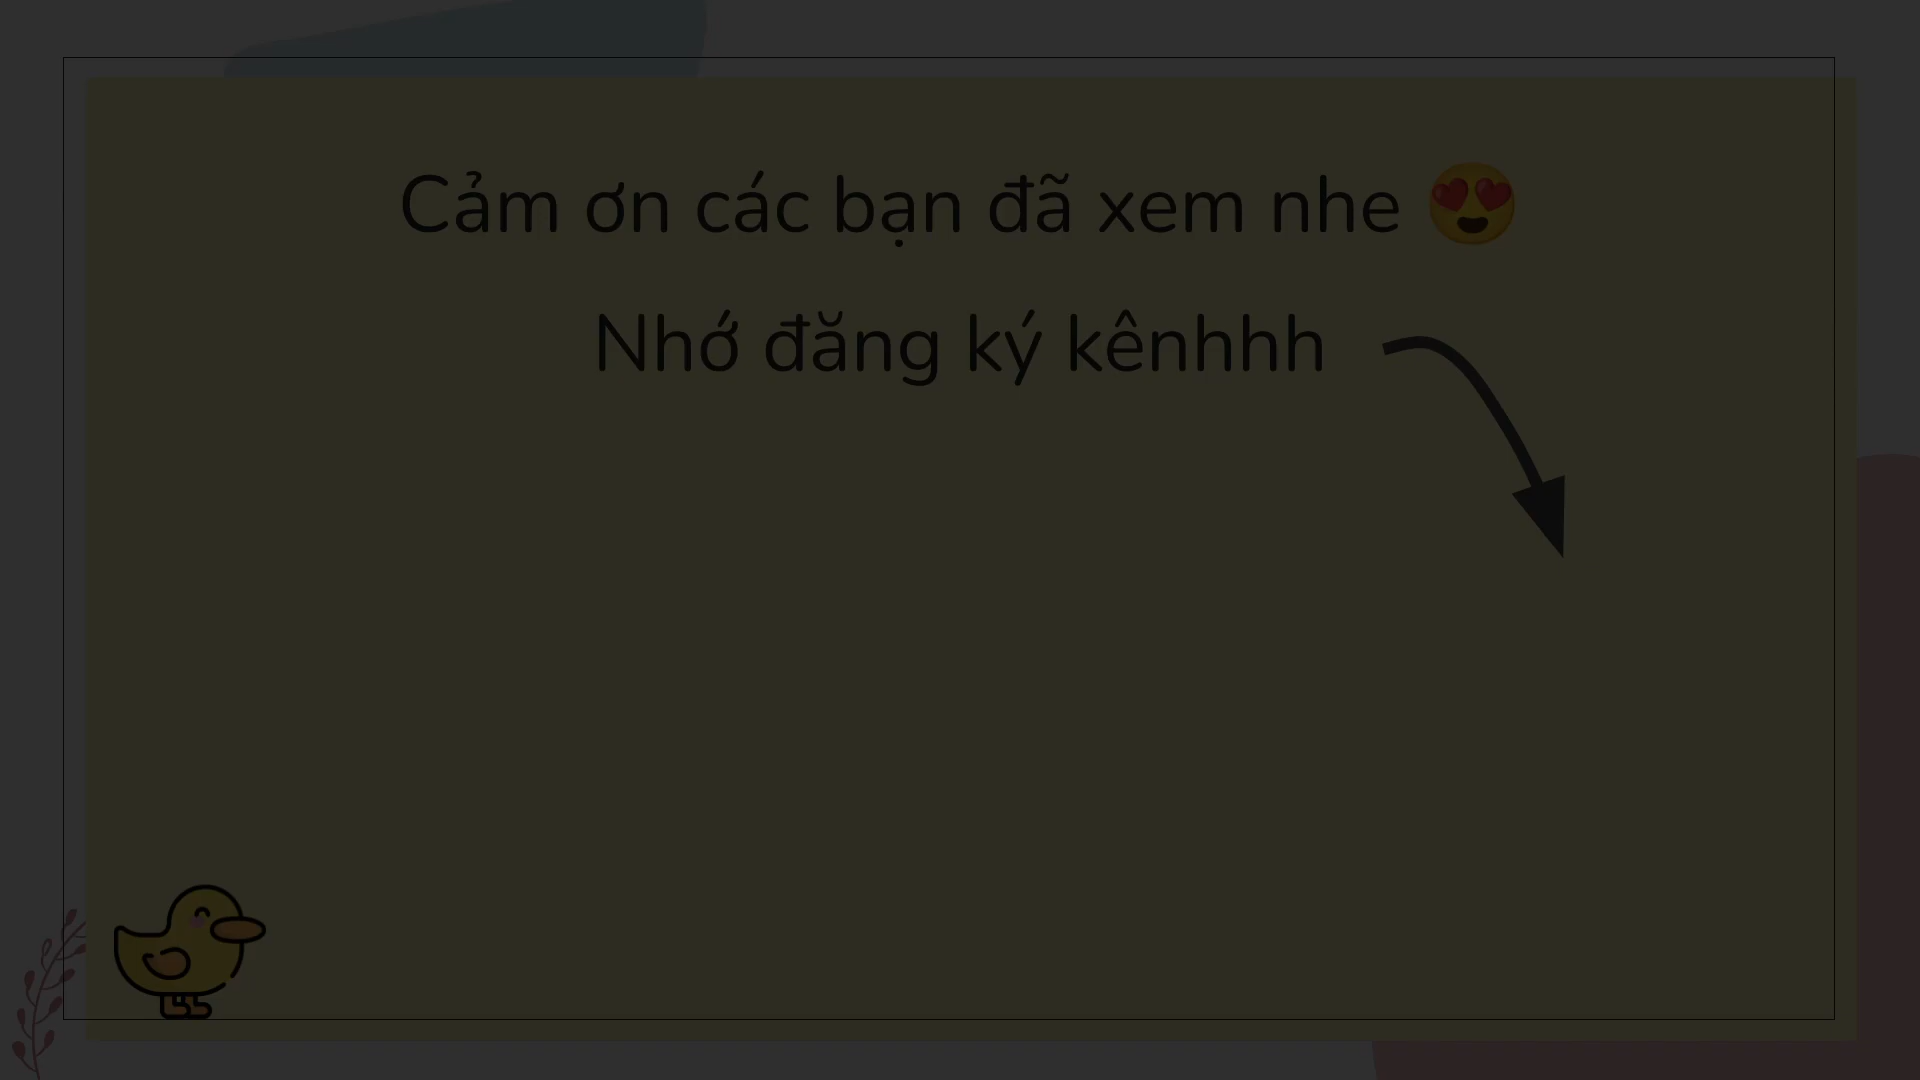 Cảm ơn các bạn đã xem nhe 😍
Nhớ đăng ký kênhhh